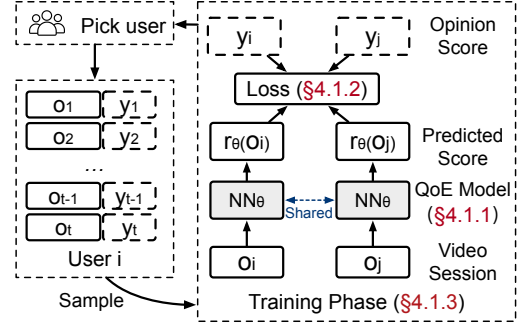 Pick user
o1 y1
o2 y2
...
ot-1 yt-1
ot yt
User i
Sample
yi yj Opinion Score
Loss (§4.1.2)
rθ(oi) rθ(oj) Predicted Score
NNθ Shared NNθ QoE Model (§4.1.1)
oi oj Video Session
Training Phase (§4.1.3)